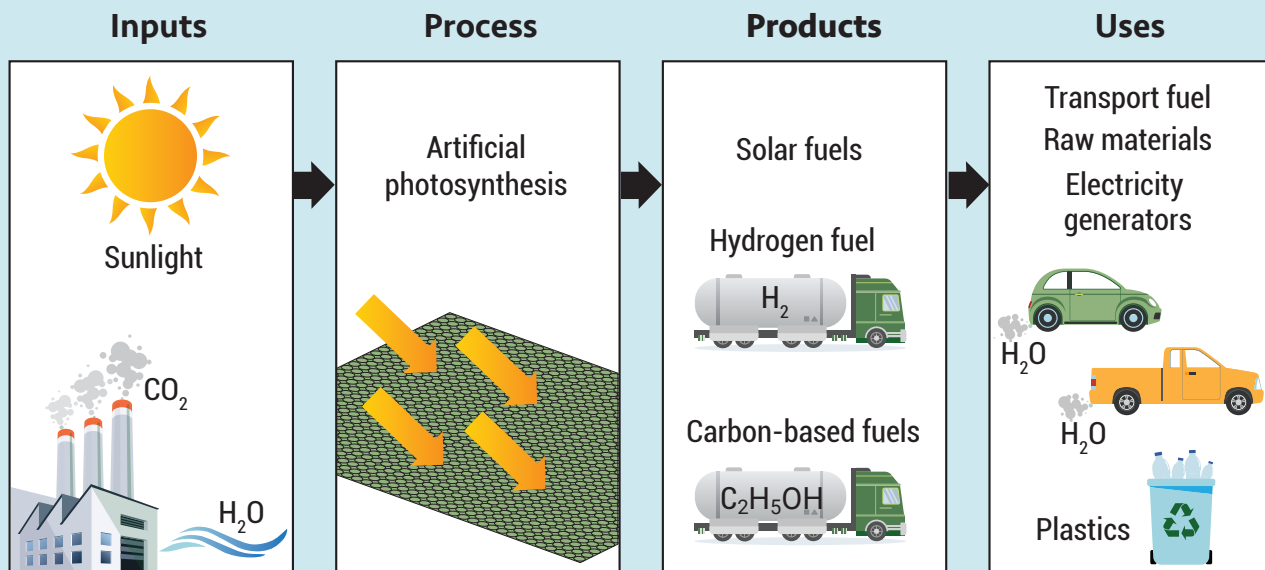 Inputs
Sunlight
CO₂
H₂O
Process
Artificial
photosynthesis
Products
Solar fuels
Hydrogen fuel
H₂
Carbon-based fuels
C₂H₅OH
Uses
Transport fuel
Raw materials
Electricity
generators
H₂O
H₂O
Plastics